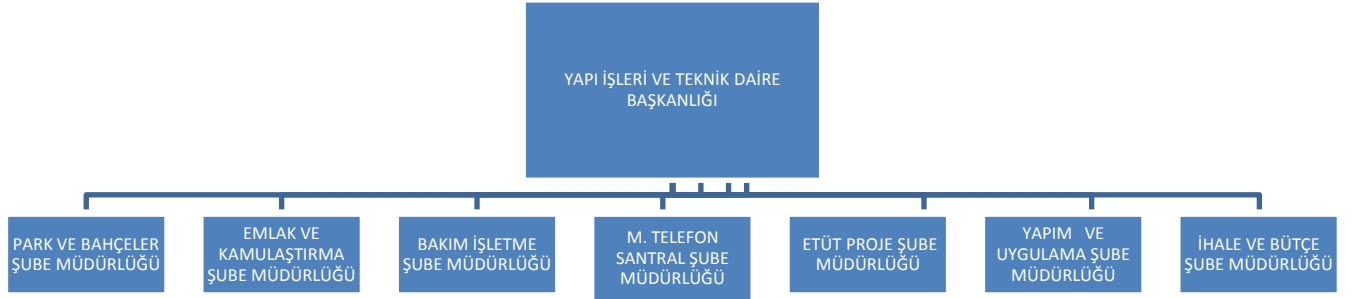 YAPI İŞLERİ VE TEKNİK DAİRE
BAŞKANLIĞI
PARK VE BAHÇELER
ŞUBE MÜDÜRLÜĞÜ
EMLAK VE
KAMULAŞTIRMA
ŞUBE MÜDÜRLÜĞÜ
BAKIM İŞLETME
ŞUBE MÜDÜRLÜĞÜ
M. TELEFON
SANTRAL ŞUBE
MÜDÜRLÜĞÜ
ETÜT PROJE ŞUBE
MÜDÜRLÜĞÜ
YAPIM VE
UYGULAMA ŞUBE
MÜDÜRLÜĞÜ
İHALE VE BÜTÇE
ŞUBE MÜDÜRLÜĞÜ